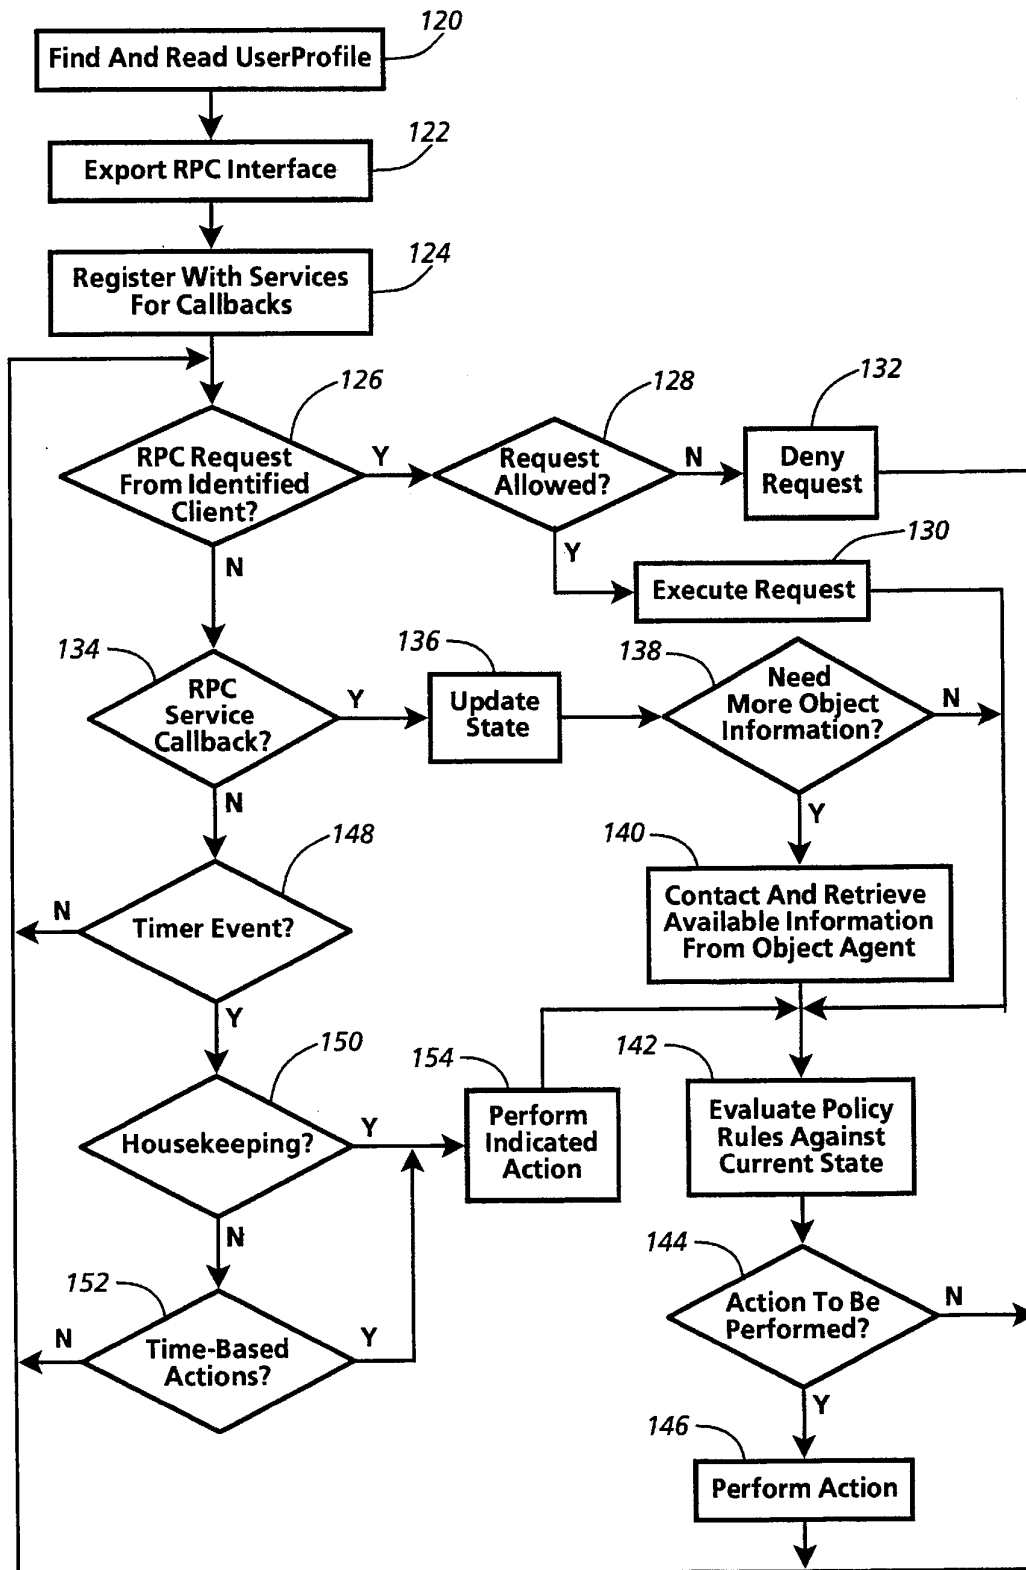 120
Find And Read UserProfile
122
Export RPC Interface
124
Register With Services
For Callbacks
126
RPC Request
From Identified
Client?
Y
N
128
Request
Allowed?
N
Y
132
Deny
Request
130
Execute Request
134
RPC
Service
Callback?
Y
N
136
Update
State
138
Need
More Object
Information?
N
Y
140
Contact And Retrieve
Available Information
From Object Agent
148
Timer Event?
N
Y
150
Housekeeping?
Y
N
154
Perform
Indicated
Action
142
Evaluate Policy
Rules Against
Current State
152
Time-Based
Actions?
N
Y
144
Action To Be
Performed?
N
Y
146
Perform Action